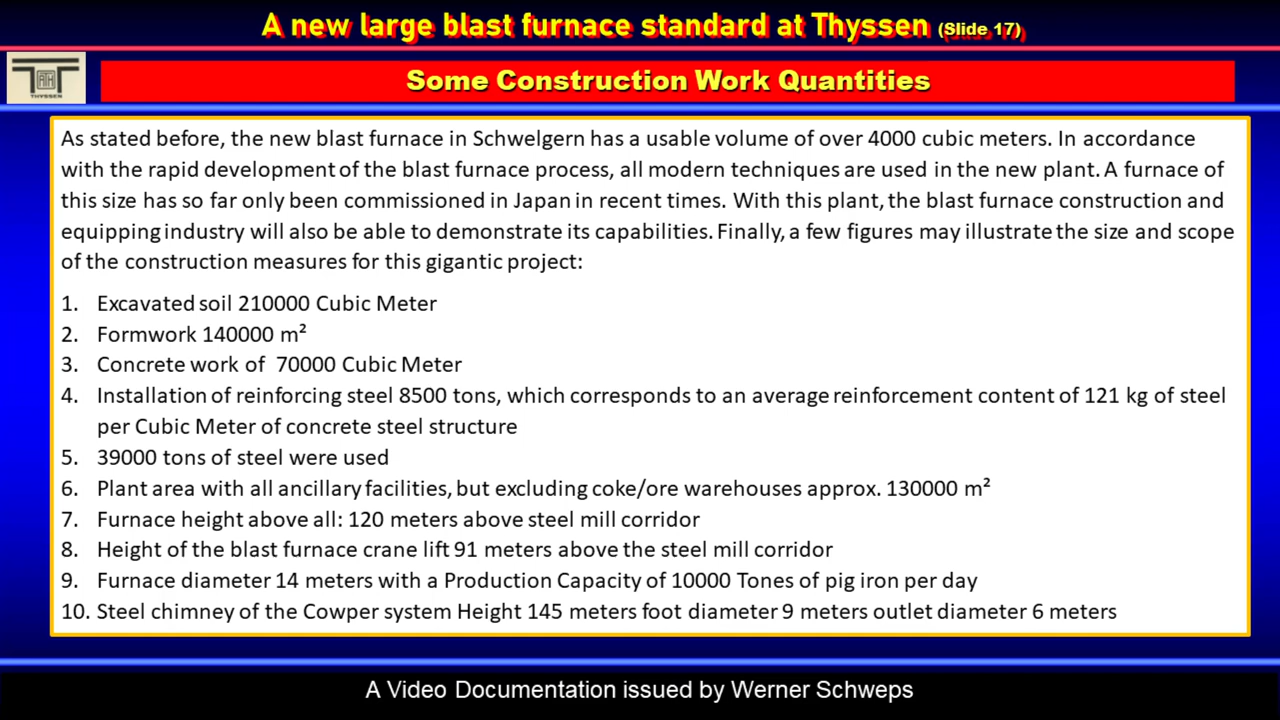 A new large blast furnace standard at Thyssen (Slide 17)
ATH
THYSSEN
Some Construction Work Quantities
As stated before, the new blast furnace in Schwelgern has a usable volume of over 4000 cubic meters. In accordance
with the rapid development of the blast furnace process, all modern techniques are used in the new plant. A furnace of
this size has so far only been commissioned in Japan in recent times. With this plant, the blast furnace construction and
equipping industry will also be able to demonstrate its capabilities. Finally, a few figures may illustrate the size and scope
of the construction measures for this gigantic project:
1. Excavated soil 210000 Cubic Meter
2. Formwork 140000 m²
3. Concrete work of 70000 Cubic Meter
4. Installation of reinforcing steel 8500 tons, which corresponds to an average reinforcement content of 121 kg of steel
per Cubic Meter of concrete steel structure
5. 39000 tons of steel were used
6. Plant area with all ancillary facilities, but excluding coke/ore warehouses approx. 130000 m²
7. Furnace height above all: 120 meters above steel mill corridor
8. Height of the blast furnace crane lift 91 meters above the steel mill corridor
9. Furnace diameter 14 meters with a Production Capacity of 10000 Tones of pig iron per day
10. Steel chimney of the Cowper system Height 145 meters foot diameter 9 meters outlet diameter 6 meters
A Video Documentation issued by Werner Schweps